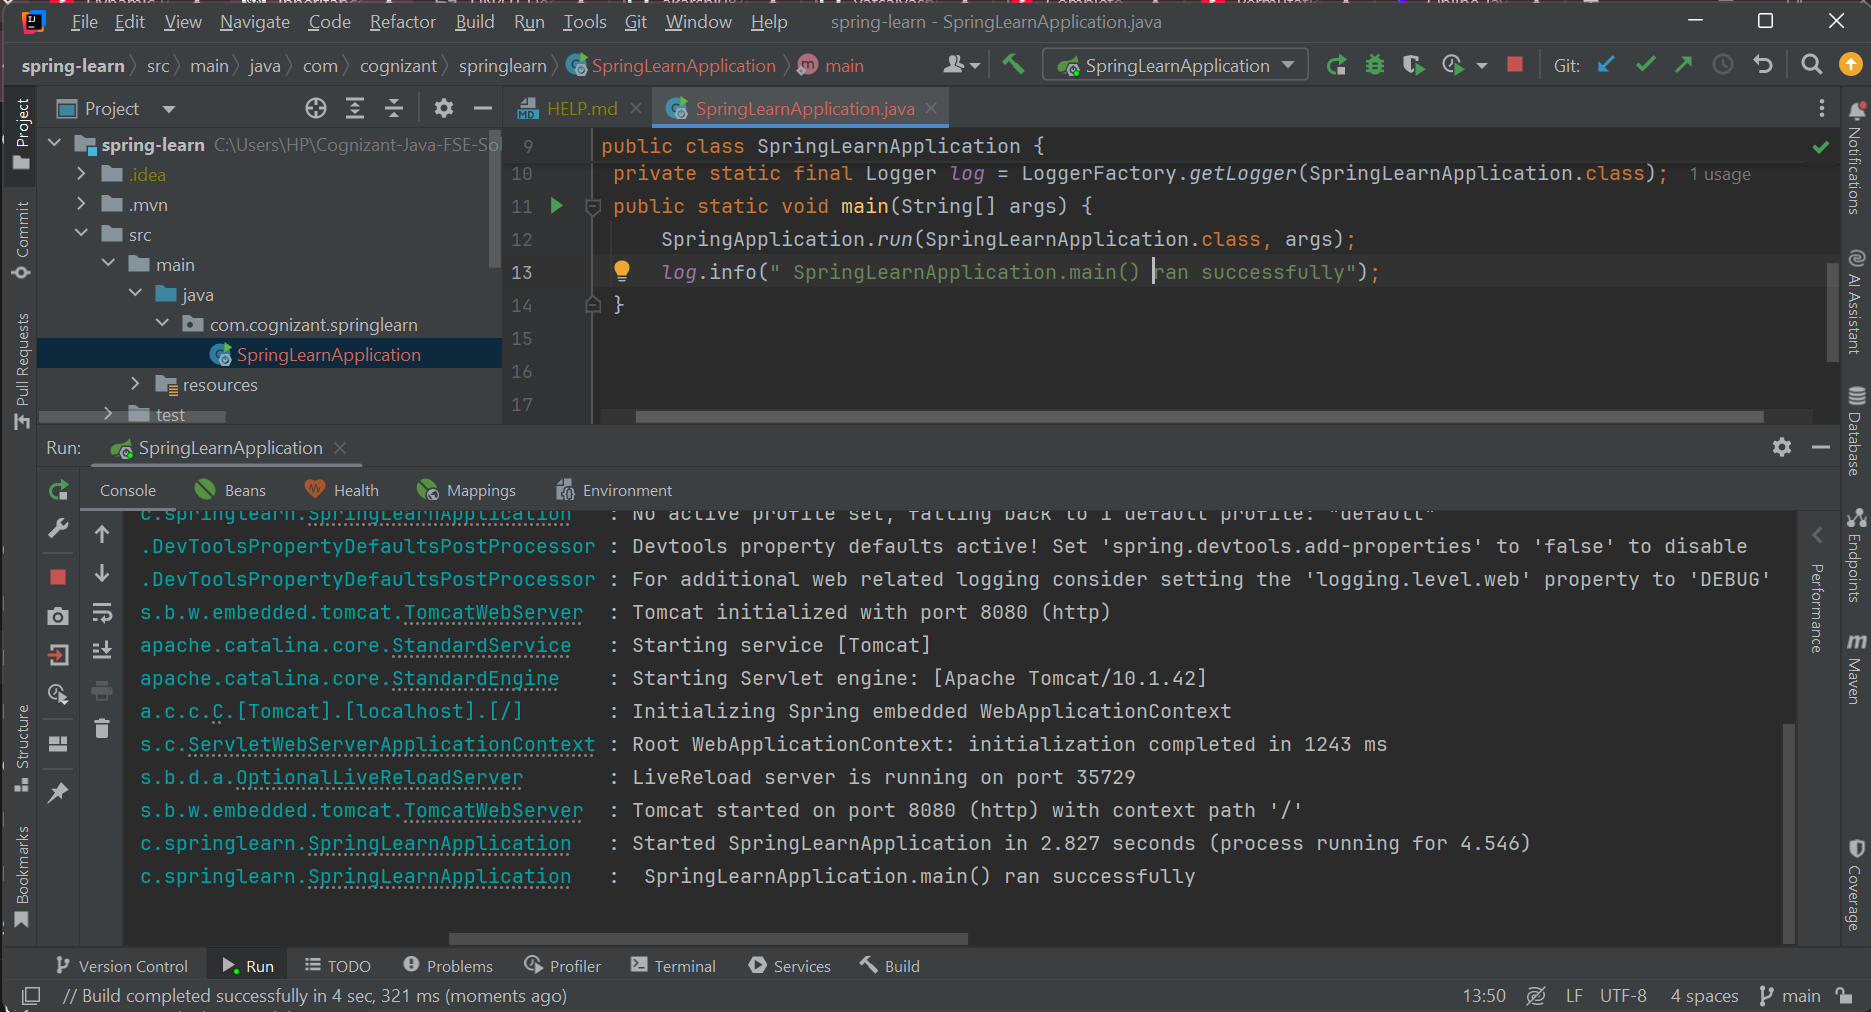 File Edit View Navigate Code Refactor Build Run Tools Git Window Help spring-learn - SpringLearnApplication.java
spring-learn src main java com cognizant springlearn SpringLearnApplication main SpringLearnApplication Git:
Project
Project
HELP.md
SpringLearnApplication.java
spring-learn C:\Users\HP\Cognizant-Java-FSE-Sol
.idea
.mvn
src
main
java
com.cognizant.springlearn
SpringLearnApplication
resources
test
9 public class SpringLearnApplication {
10 private static final Logger log = LoggerFactory.getLogger(SpringLearnApplication.class); 1 usage
11 public static void main(String[] args) {
12 SpringApplication.run(SpringLearnApplication.class, args);
13 log.info(" SpringLearnApplication.main() ran successfully");
14 }
15
16
17
Commit
Pull Requests
Structure
Bookmarks
Notifications
AI Assistant
Database
Endpoints
Maven
Coverage
Performance
Run: SpringLearnApplication
Console Beans Health Mappings Environment
c.springlearn.SpringLearnApplication : No active profile set, falling back to 1 default profile: "default"
.DevToolsPropertyDefaultsPostProcessor : Devtools property defaults active! Set 'spring.devtools.add-properties' to 'false' to disable
.DevToolsPropertyDefaultsPostProcessor : For additional web related logging consider setting the 'logging.level.web' property to 'DEBUG'
s.b.w.embedded.tomcat.TomcatWebServer : Tomcat initialized with port 8080 (http)
apache.catalina.core.StandardService : Starting service [Tomcat]
apache.catalina.core.StandardEngine : Starting Servlet engine: [Apache Tomcat/10.1.42]
a.c.c.C.[Tomcat].[localhost].[/] : Initializing Spring embedded WebApplicationContext
s.c.ServletWebServerApplicationContext : Root WebApplicationContext: initialization completed in 1243 ms
s.b.d.a.OptionalLiveReloadServer : LiveReload server is running on port 35729
s.b.w.embedded.tomcat.TomcatWebServer : Tomcat started on port 8080 (http) with context path '/'
c.springlearn.SpringLearnApplication : Started SpringLearnApplication in 2.827 seconds (process running for 4.546)
c.springlearn.SpringLearnApplication : SpringLearnApplication.main() ran successfully
Version Control Run TODO Problems Profiler Terminal Services Build
// Build completed successfully in 4 sec, 321 ms (moments ago) 13:50 LF UTF-8 4 spaces main